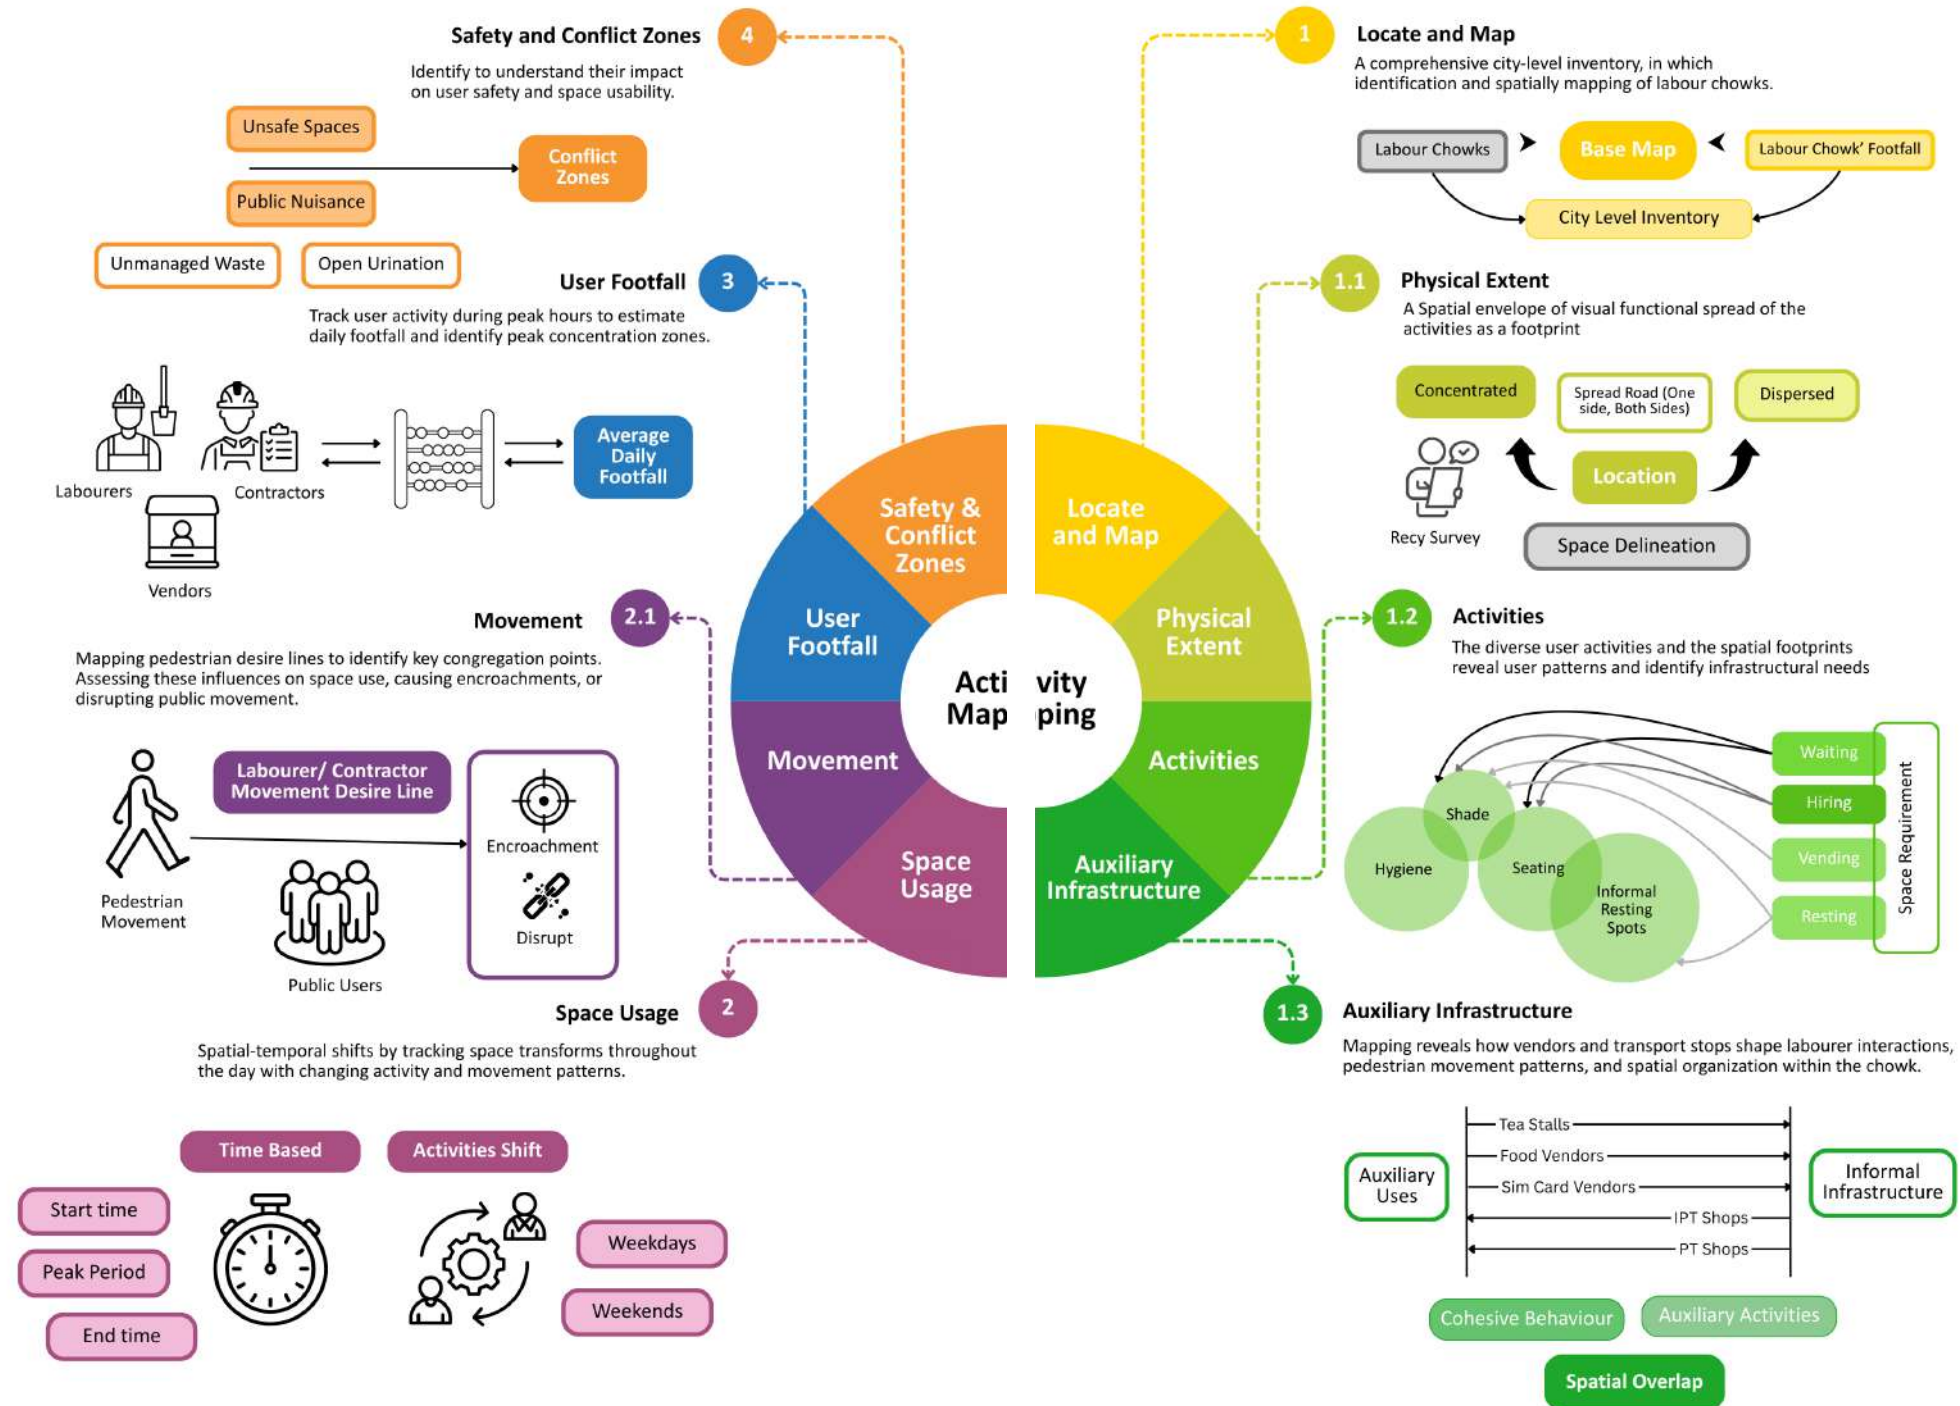 Safety and Conflict Zones
4
Identify to understand their impact
on user safety and space usability.
Unsafe Spaces
Public Nuisance
Conflict
Zones
Unmanaged Waste
Open Urination
User Footfall
3
Track user activity during peak hours to estimate
daily footfall and identify peak concentration zones.
Labourers
Contractors
Vendors
Average
Daily
Footfall
Movement
2.1
Mapping pedestrian desire lines to identify key congregation points.
Assessing these influences on space use, causing encroachments, or
disrupting public movement.
Pedestrian
Movement
Labourer/ Contractor
Movement Desire Line
Public Users
Encroachment
Disrupt
Space Usage
2
Spatial-temporal shifts by tracking space transforms throughout
the day with changing activity and movement patterns.
Time Based
Activities Shift
Start time
Peak Period
End time
Weekdays
Weekends
Safety &
Conflict
Zones
User
Footfall
Movement
Space
Usage
Activity
Mapping
Locate
and Map
Physical
Extent
Activities
Auxiliary
Infrastructure
1
Locate and Map
A comprehensive city-level inventory, in which
identification and spatially mapping of labour chowks.
Labour Chowks
Base Map
Labour Chowk' Footfall
City Level Inventory
1.1
Physical Extent
A Spatial envelope of visual functional spread of the
activities as a footprint
Concentrated
Spread Road (One
side, Both Sides)
Dispersed
Location
Recy Survey
Space Delineation
1.2
Activities
The diverse user activities and the spatial footprints
reveal user patterns and identify infrastructural needs
Hygiene
Shade
Seating
Informal
Resting
Spots
Waiting
Hiring
Vending
Resting
Space Requirement
1.3
Auxiliary Infrastructure
Mapping reveals how vendors and transport stops shape labourer interactions,
pedestrian movement patterns, and spatial organization within the chowk.
Auxiliary
Uses
Tea Stalls
Food Vendors
Sim Card Vendors
IPT Shops
PT Shops
Informal
Infrastructure
Cohesive Behaviour
Auxiliary Activities
Spatial Overlap